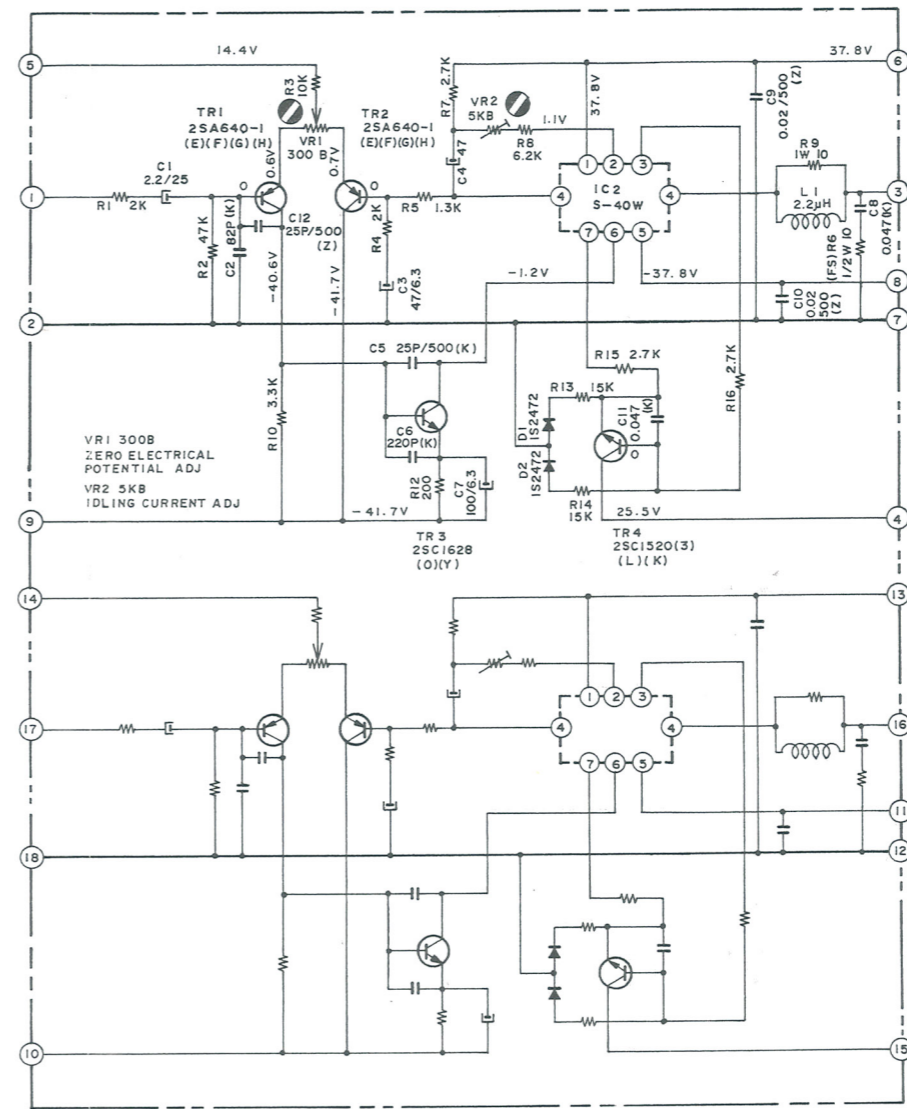 14.4V
37.8V
5
6
R3
10K
R7 2.7K
VR2
5KB
1.1V
37.8V
C9
0.02/500
(Z)
TR1
2SA640-1
(E)(F)(G)(H)
TR2
2SA640-1
(E)(F)(G)(H)
VR1
300 B
C4 47
R8
6.2K
R9
1W 10
0.6V
0.7V
1
2
3
C1
2.2/25
0
0
IC2
S-40W
L1
2.2μH
1
R1 2K
R5 1.3K
4
4
3
C8
0.047(K)
R2 47K
C2 82P(K)
C12
25P/500
(Z)
R4 2K
7
6
5
(FS)R6
1/2W 10
-40.6V
-41.7V
C3
47/6.3
-1.2V
-37.8V
8
C10
0.02
500
(Z)
2
7
C5 25P/500(K)
R15 2.7K
R10 3.3K
R13 15K
C11
0.047
(K)
R16 2.7K
C6
220P(K)
D1
1S2472
0
VR1 300B
ZERO ELECTRICAL
POTENTIAL ADJ
VR2 5KB
IDLING CURRENT ADJ
R12
200
C7
100/6.3
D2
1S2472
R14
15K
9
-41.7V
25.5V
4
TR3
2SC1628
(O)(Y)
TR4
2SC1520(3)
(L)(K)
14
13
1
2
3
17
4
4
16
7
6
5
11
18
12
10
15